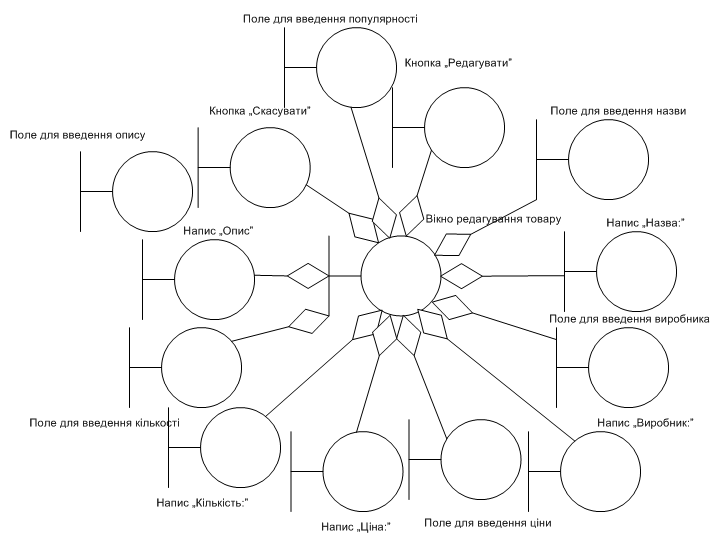 Поле для введення популярності
Кнопка „Редагувати”
Кнопка „Скасувати”
Поле для введення назви
Поле для введення опису
Вікно редагування товару
Напис „Назва:”
Напис „Опис”
Поле для введення виробника
Поле для введення кількості
Напис „Виробник:”
Напис „Кількість:”
Напис „Ціна:”
Поле для введення ціни